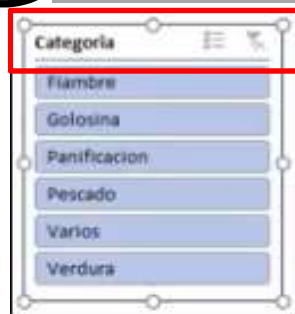 Categoria
Fiambre
Golosina
Panificacion
Pescado
Varios
Verdura